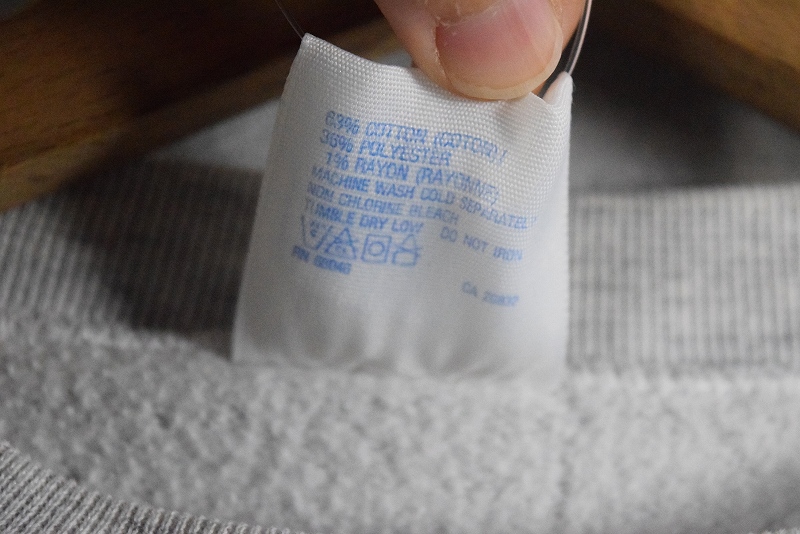 63% COTTON (COTON)/
36% POLYESTER
1% RAYON (RAYONNE)
MACHINE WASH COLD SEPARATELY
NON CHLORINE BLEACH
TUMBLE DRY LOW DO NOT IRON
RN
CA